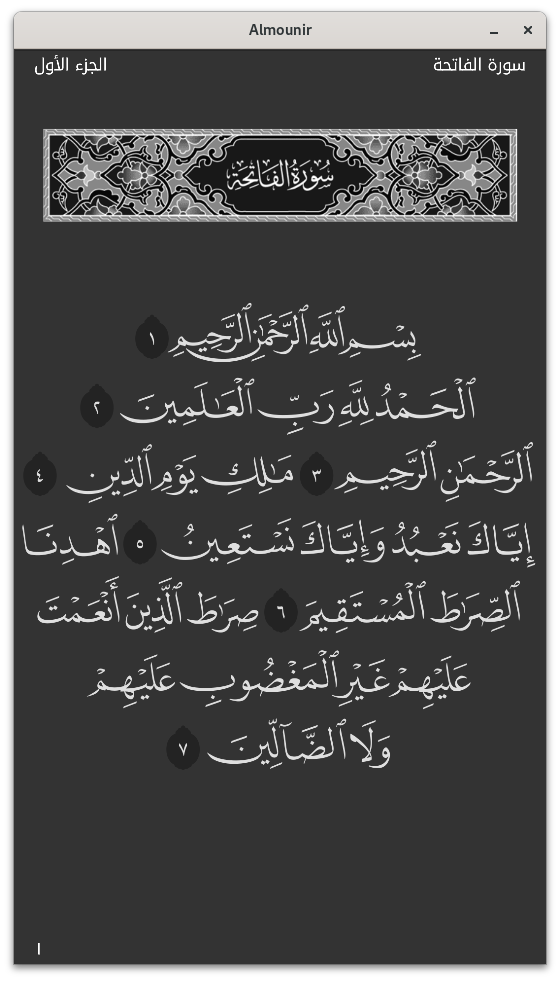 Almounir
سورة الفاتحة الجزء الأول
سُورَةُ الفَاتِحَةِ
بِسْمِ ٱللَّهِ ٱلرَّحْمَٰنِ ٱلرَّحِيمِ ١
ٱلْحَمْدُ لِلَّهِ رَبِّ ٱلْعَٰلَمِينَ ٢
ٱلرَّحْمَٰنِ ٱلرَّحِيمِ ٣ مَٰلِكِ يَوْمِ ٱلدِّينِ ٤
إِيَّاكَ نَعْبُدُ وَإِيَّاكَ نَسْتَعِينُ ٥ ٱهْدِنَا
ٱلصِّرَٰطَ ٱلْمُسْتَقِيمَ ٦ صِرَٰطَ ٱلَّذِينَ أَنْعَمْتَ
عَلَيْهِمْ غَيْرِ ٱلْمَغْضُوبِ عَلَيْهِمْ
وَلَا ٱلضَّآلِّينَ ٧
١